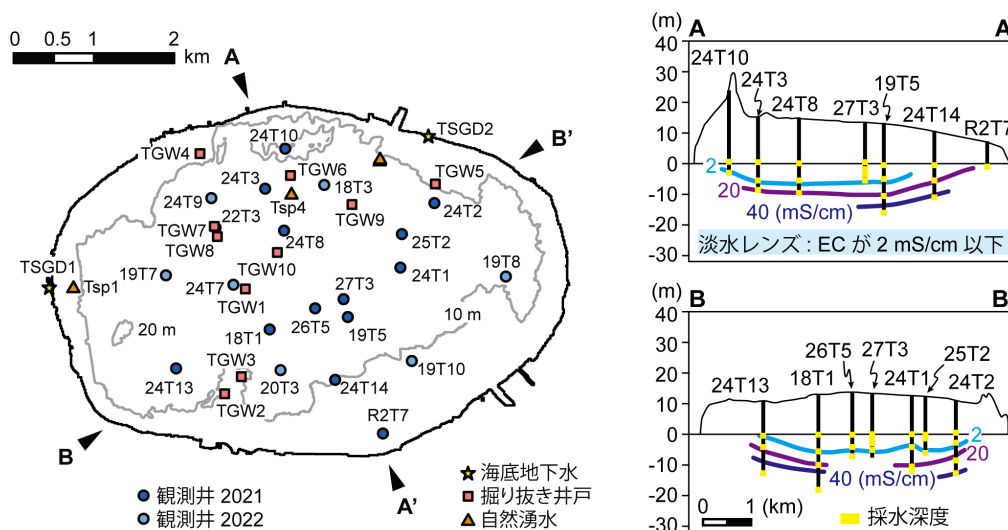 0 0.5 1 2
km
A
24T10
TSGD2
B'
TGW4
TGW6
TGW5
24T3
18T3
24T9
Tsp4
24T2
22T3
TGW9
TGW7
TGW8
24T8
25T2
TSGD1
TGW10
24T1
19T7
19T8
Tsp1
24T7
TGW1
27T3
20 m
26T5
10 m
18T1
19T5
TGW3
19T10
24T13
20T3
24T14
TGW2
R2T7
B
A'
観測井 2021
観測井 2022
海底地下水
掘り抜き井戸
自然湧水
(m)
A
A
40
24T10
30
24T3
19T5
20
24T8
27T3
24T14
10
R2T7
0
2
-10
20
-20
40 (mS/cm)
淡水レンズ : EC が 2 mS/cm 以下
-30
(m)
B
B
40
30
26T5
27T3
25T2
20
24T13
18T1
24T1
24T2
10
0
2
20
-10
40 (mS/cm)
-20
0 1 (km)
-30
採水深度